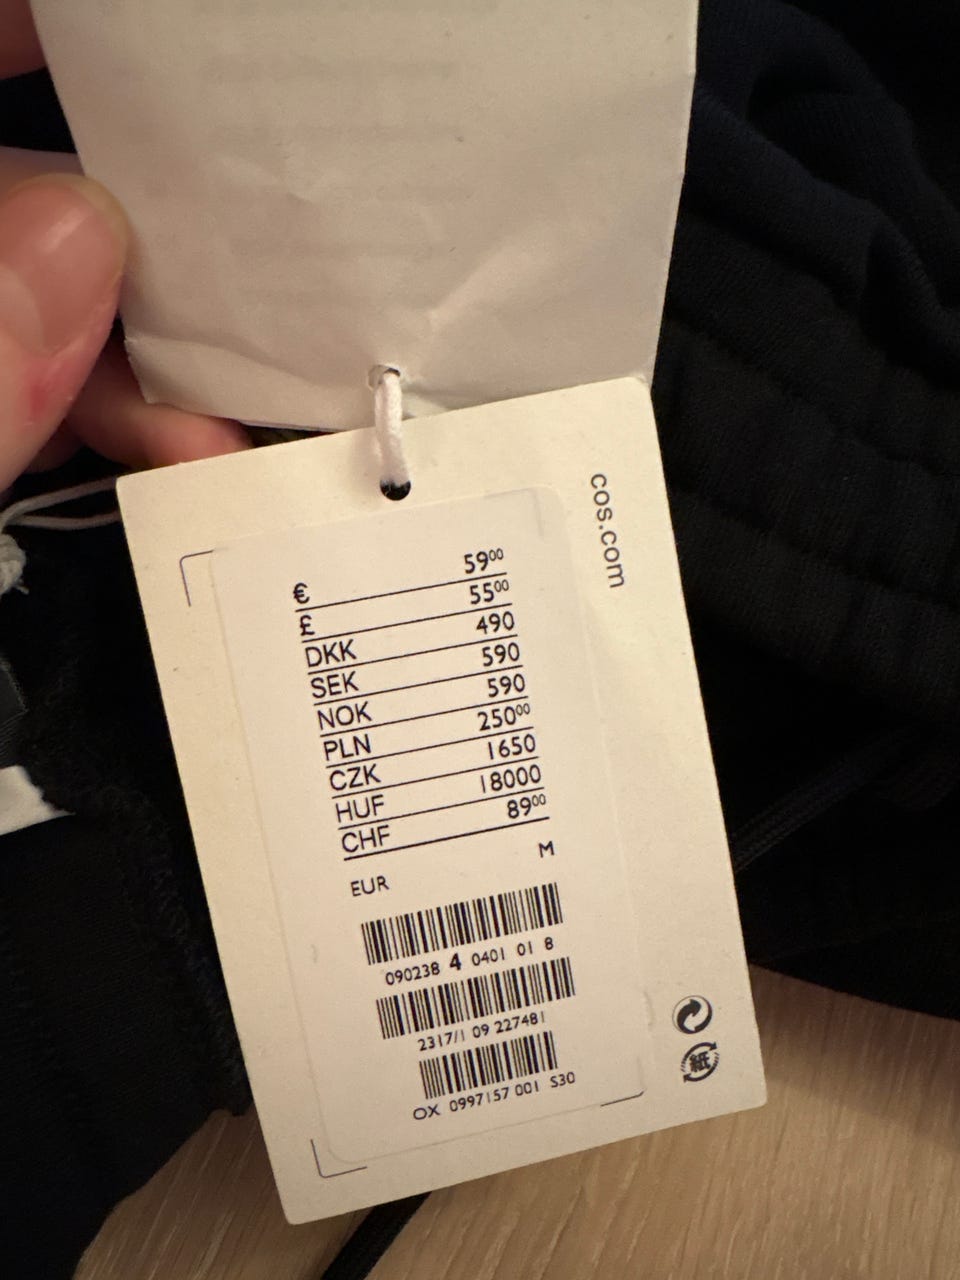 cos.com
€ 59⁰⁰
£ 55⁰⁰
DKK 490
SEK 590
NOK 590
PLN 250⁰⁰
CZK 1650
HUF 18000
CHF 89⁰⁰
EUR M
090238 4 0401 01 8
2317/1 09 227481
OX 0997157 001 S30
紙